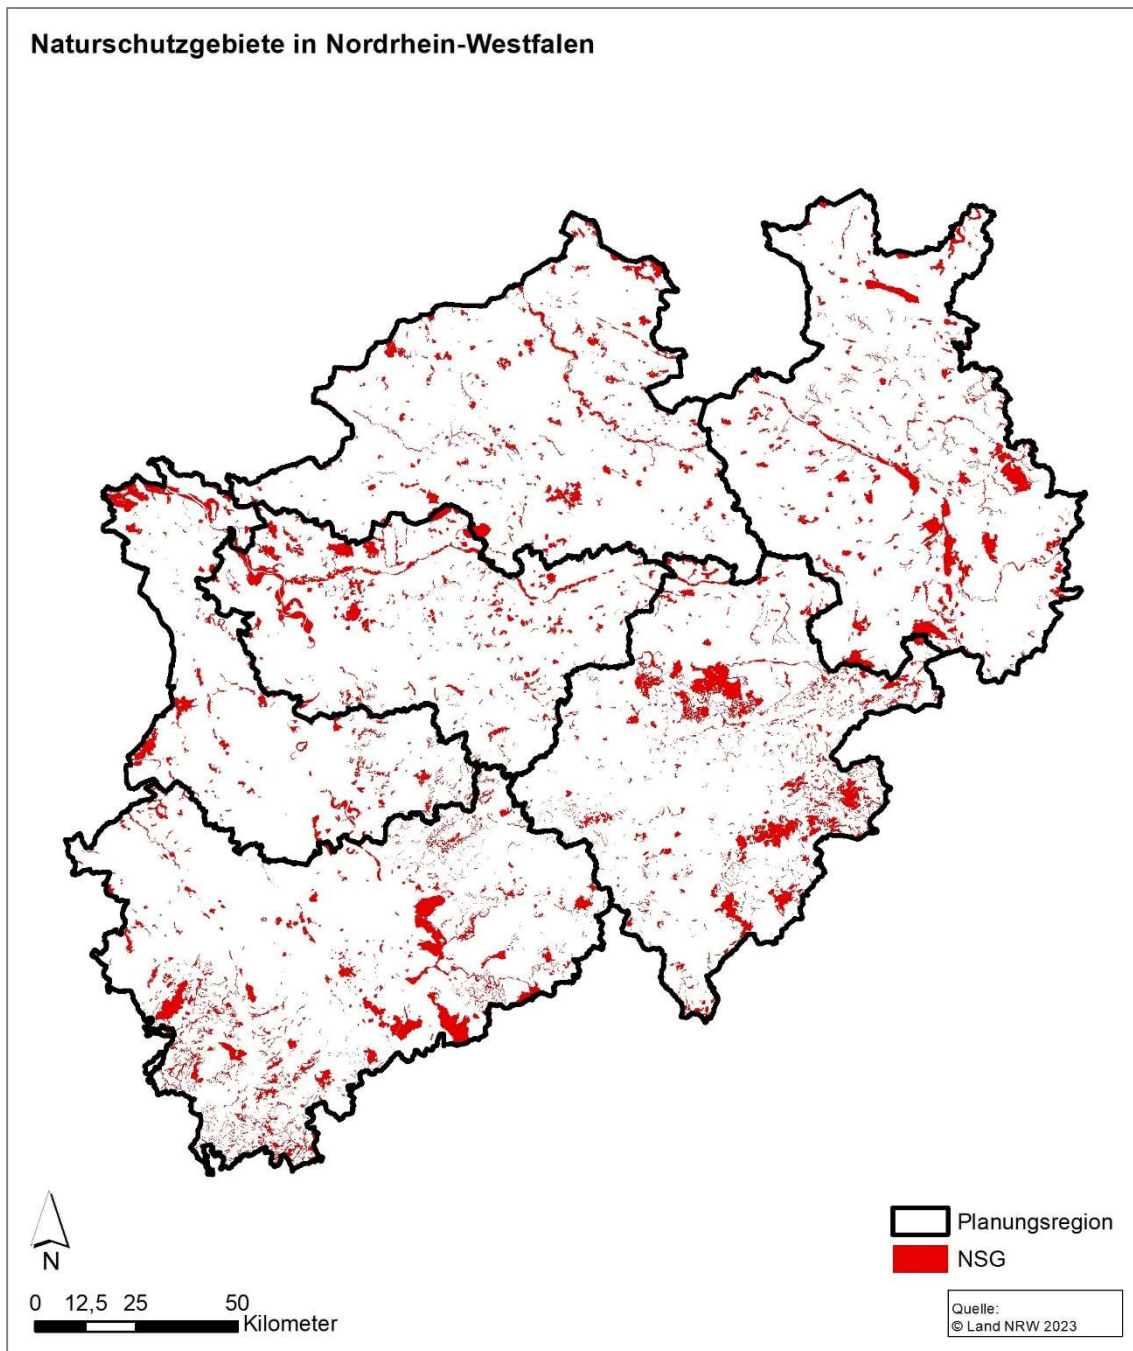 Naturschutzgebiete in Nordrhein-Westfalen
N
0 12,5 25 50
Kilometer
Planungsregion
NSG
Quelle:
© Land NRW 2023